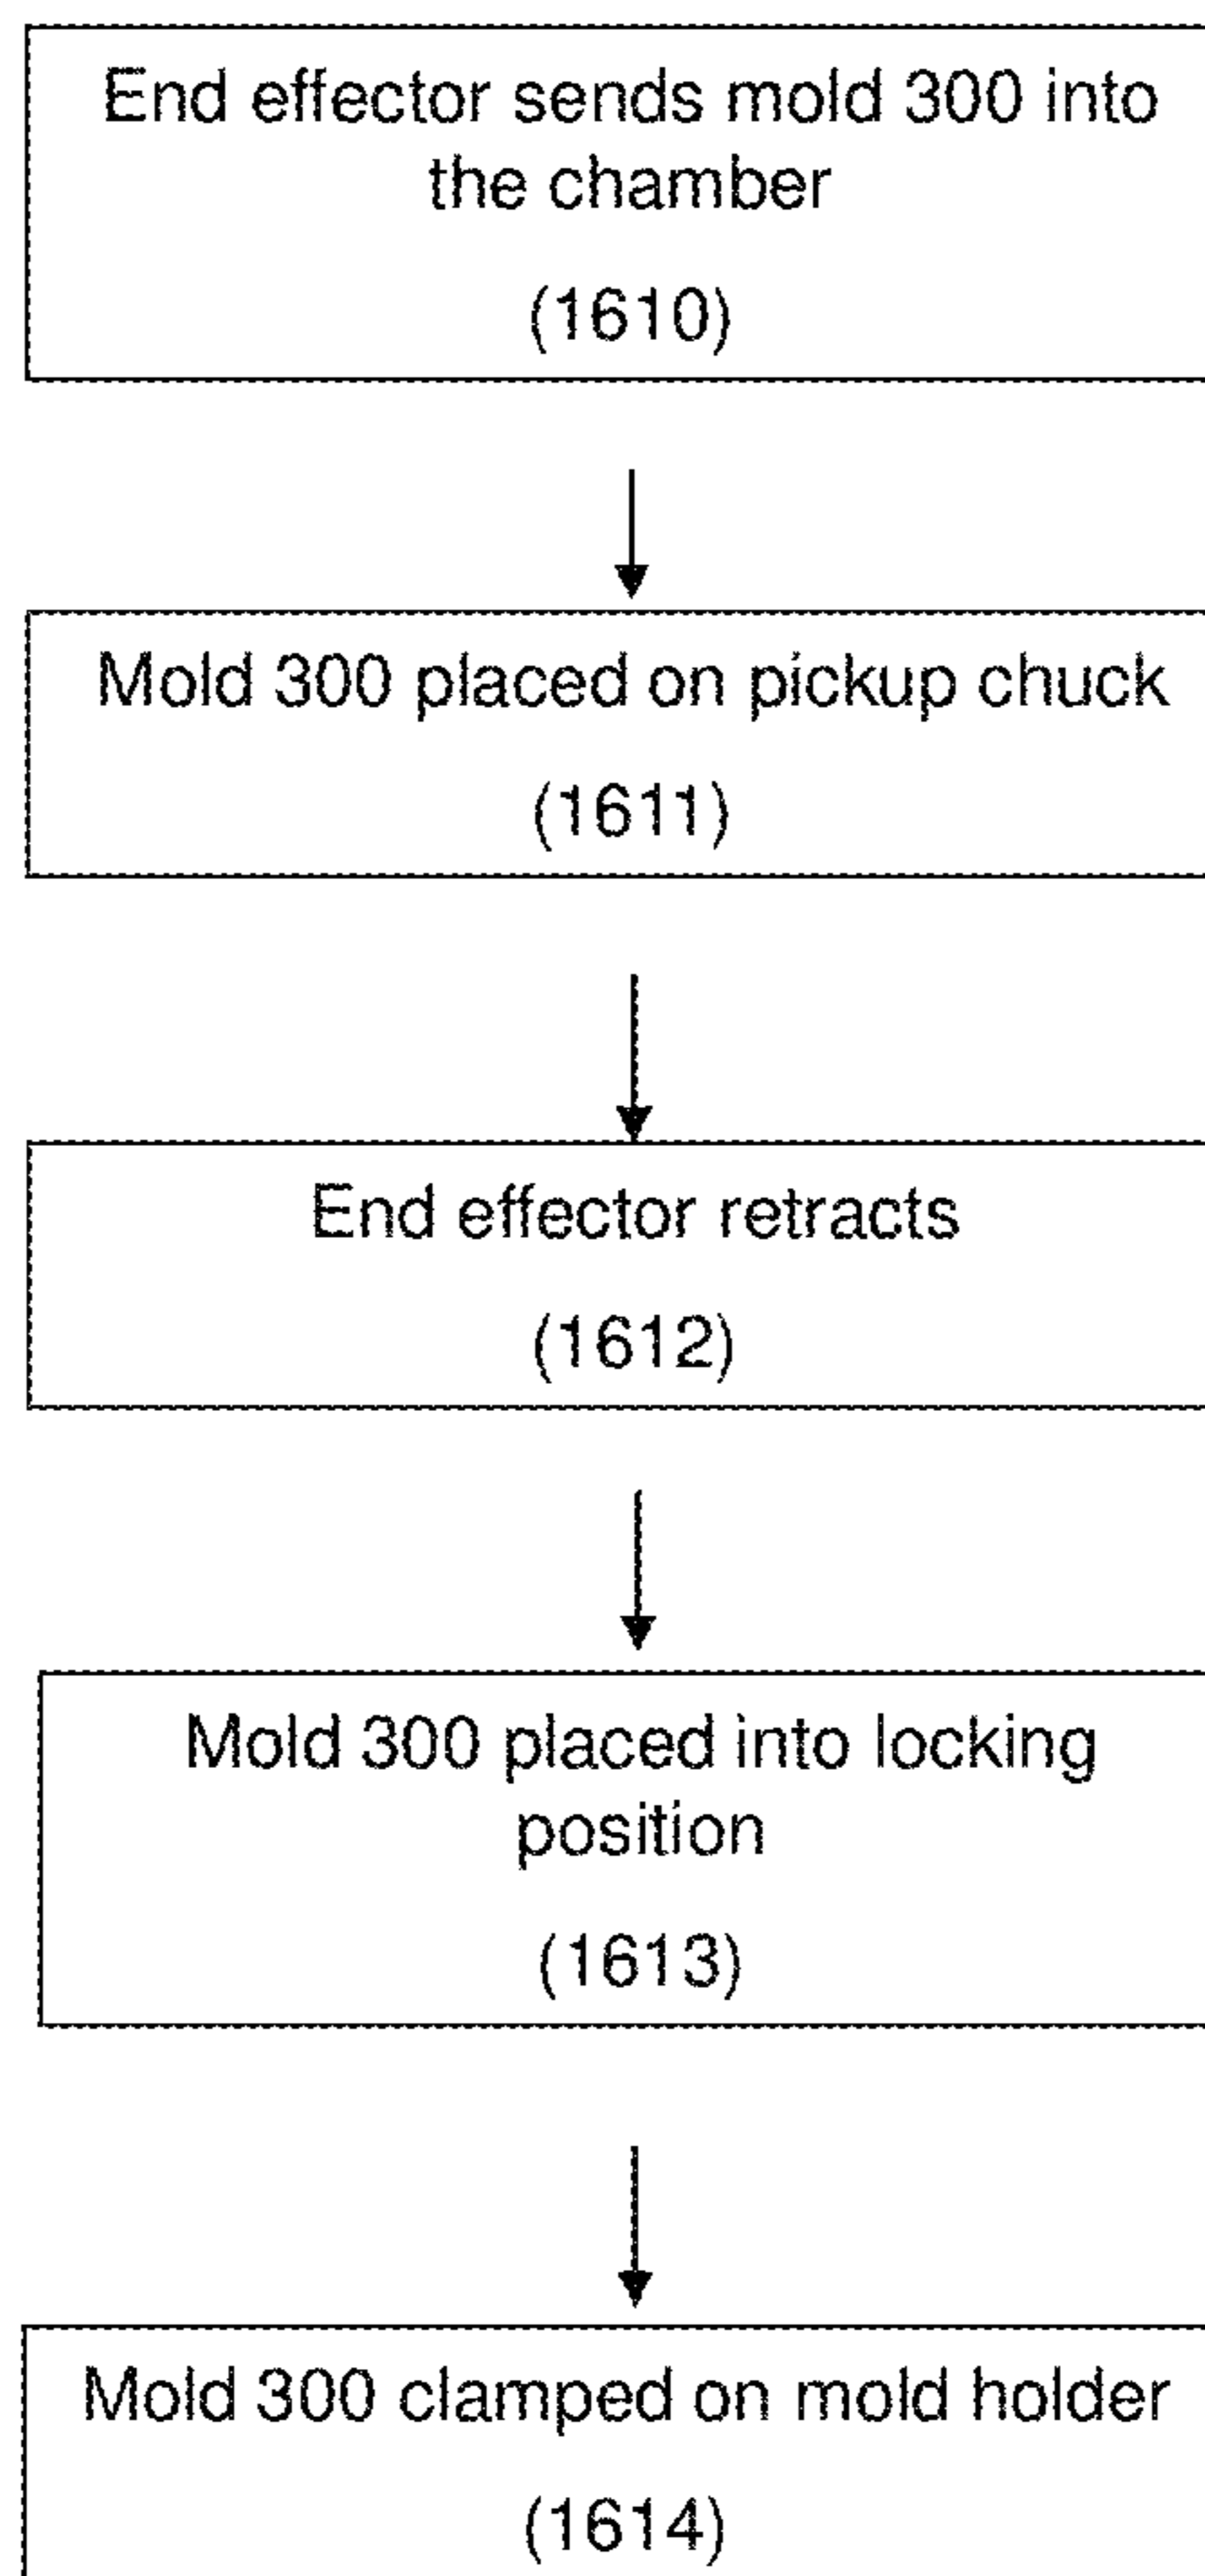 End effector sends mold 300 into
the chamber
(1610)
Mold 300 placed on pickup chuck
(1611)
End effector retracts
(1612)
Mold 300 placed into locking
position
(1613)
Mold 300 clamped on mold holder
(1614)